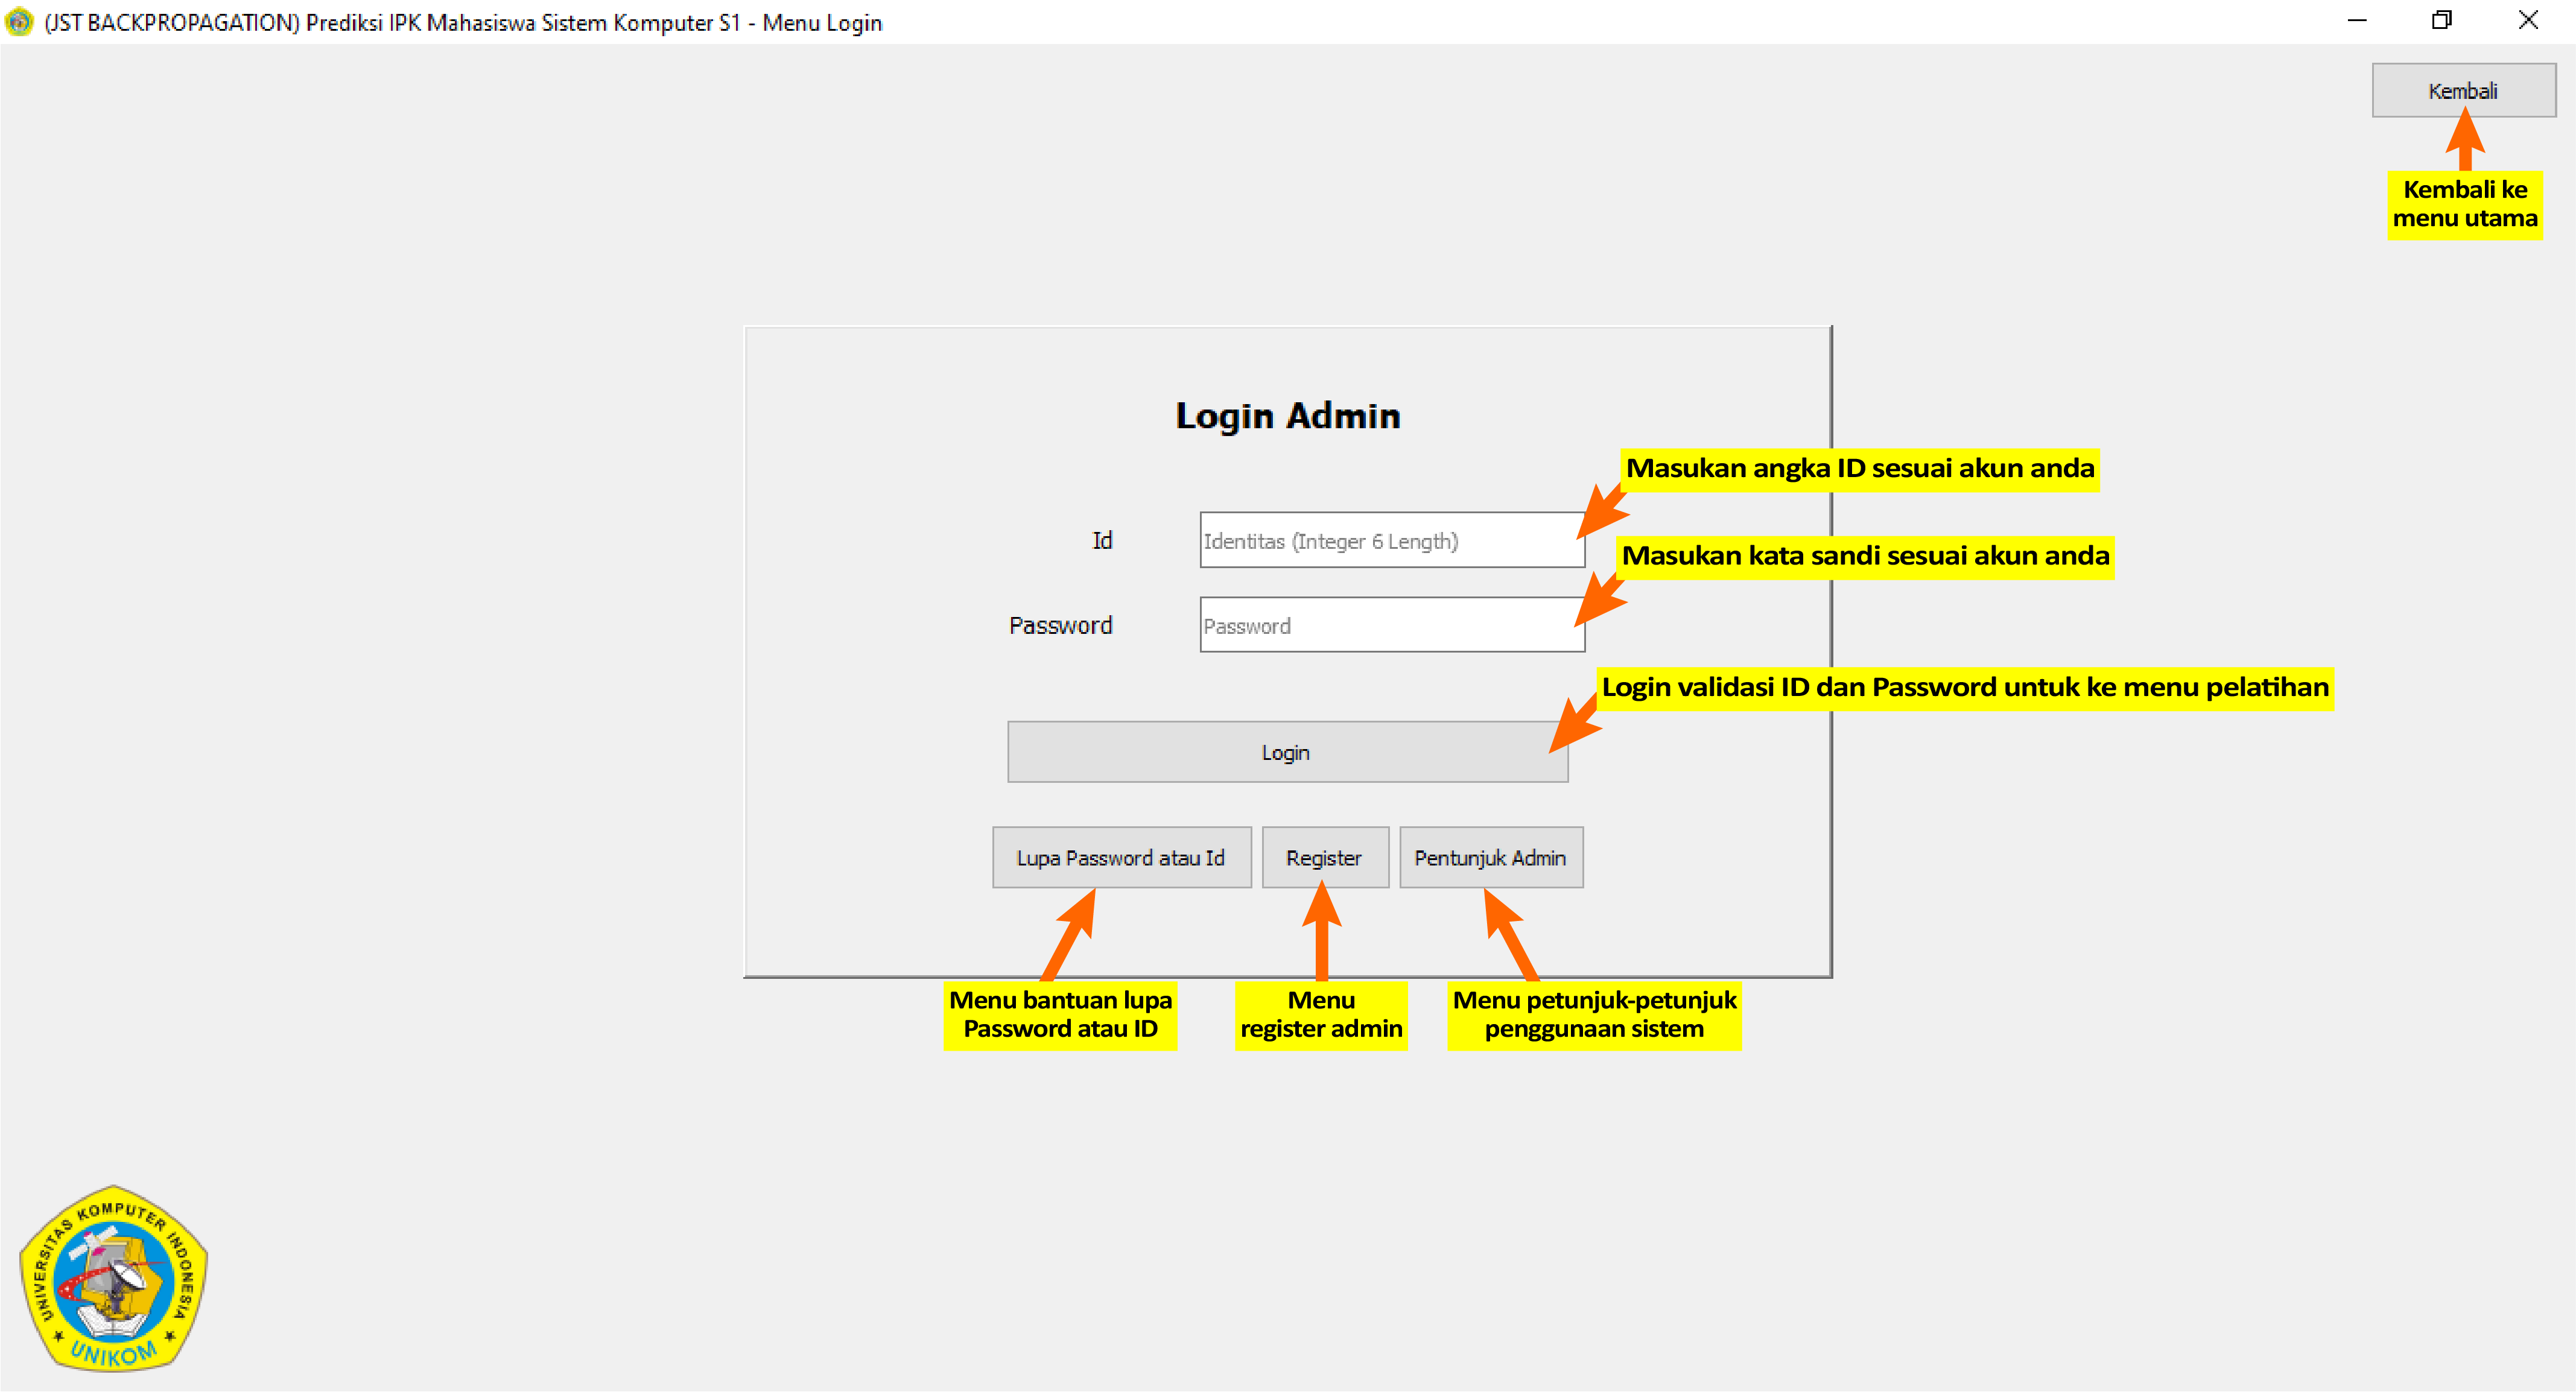 (JST BACKPROPAGATION) Prediksi IPK Mahasiswa Sistem Komputer S1 - Menu Login
Kembali
Kembali ke
menu utama
Login Admin
Masukan angka ID sesuai akun anda
Id
Identitas (Integer 6 Length)
Masukan kata sandi sesuai akun anda
Password
Password
Login validasi ID dan Password untuk ke menu pelatihan
Login
Lupa Password atau Id
Register
Pentunjuk Admin
Menu bantuan lupa
Password atau ID
Menu
register admin
Menu petunjuk-petunjuk
penggunaan sistem
UNIVERSITAS KOMPUTER INDONESIA
UNIKOM